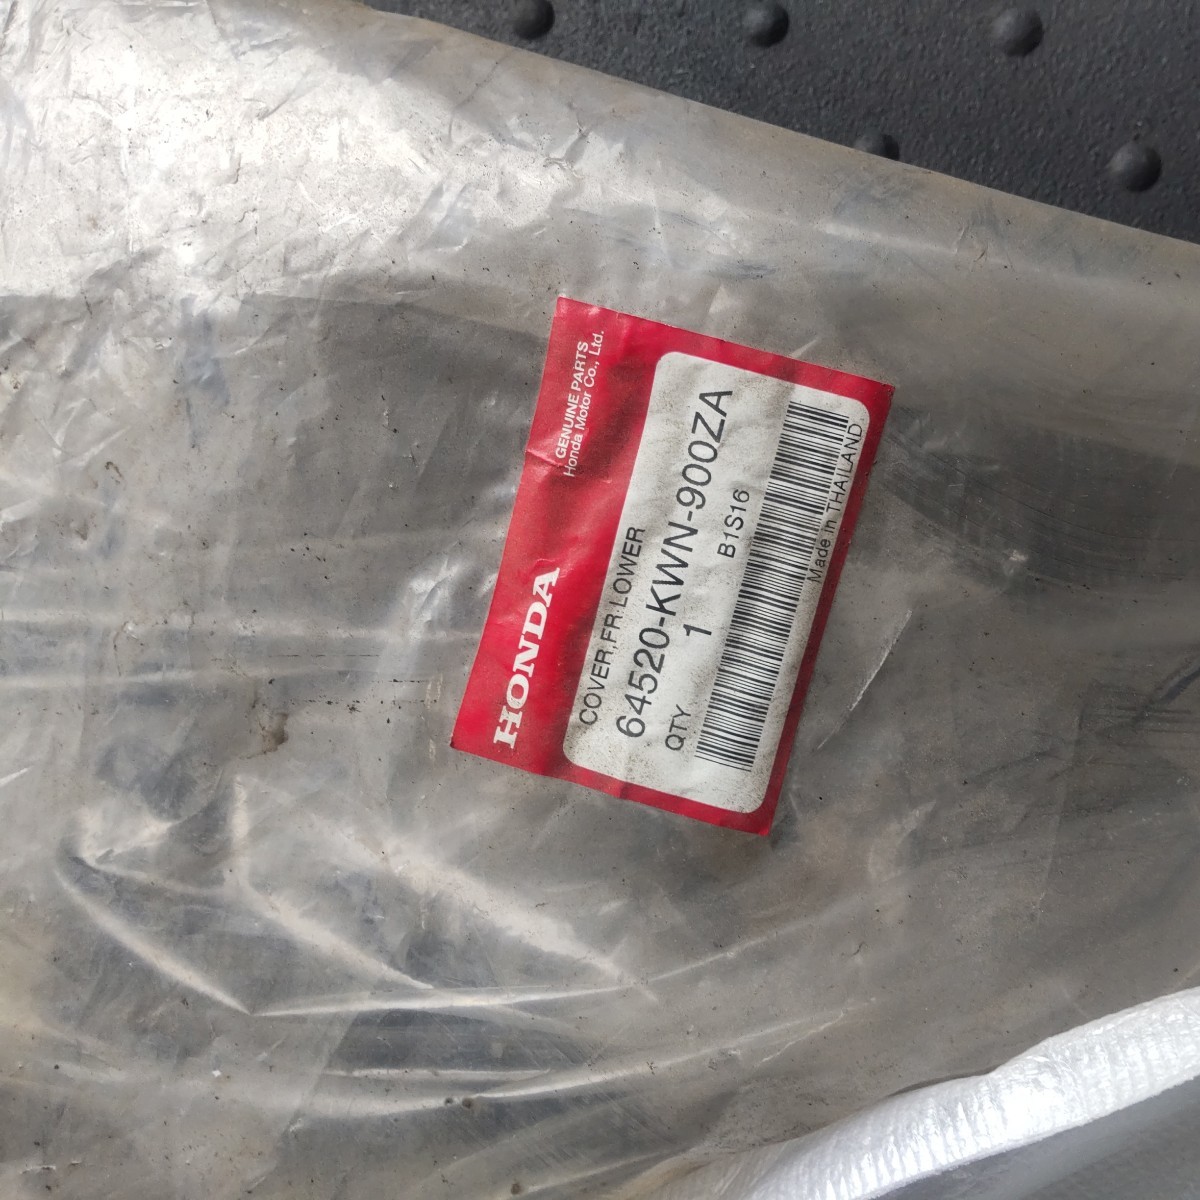 HONDA
GENUINE PARTS
Honda Motor Co., Ltd.
COVER,FR.LOWER
64520-KWN-900ZA
QTY 1 B1S16
Made in THAILAND